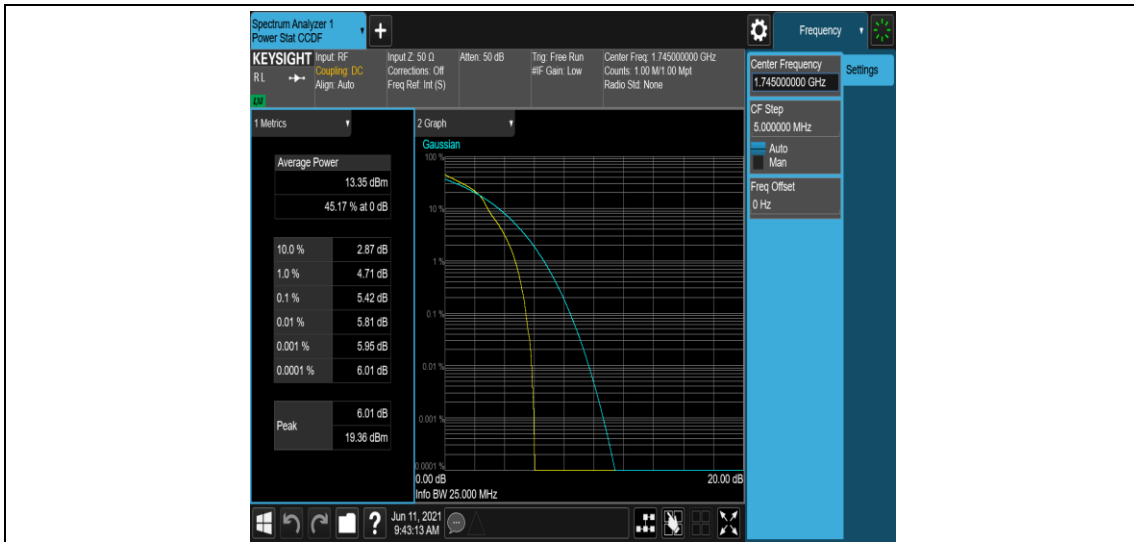 Spectrum Analyzer 1
Power Stat CCDF
+
Frequency
KEYSIGHT
RL
LXI
Input: RF
Coupling: DC
Align: Auto
Input Z: 50 Ω
Corrections: Off
Freq Ref: Int (S)
Atten: 50 dB
Trig: Free Run
#IF Gain: Low
Center Freq: 1.745000000 GHz
Counts: 1.00 M/1.00 Mpt
Radio Std: None
Center Frequency
1.745000000 GHz
Settings
CF Step
5.000000 MHz
Auto
Man
Freq Offset
0 Hz
1 Metrics
Average Power
13.35 dBm
45.17 % at 0 dB
10.0 % 2.87 dB
1.0 % 4.71 dB
0.1 % 5.42 dB
0.01 % 5.81 dB
0.001 % 5.95 dB
0.0001 % 6.01 dB
Peak
6.01 dB
19.36 dBm
2 Graph
Gaussian
100 %
10 %
1 %
0.1 %
0.01 %
0.001 %
0.0001 %
0.00 dB 20.00 dB
Info BW 25.000 MHz
?
Jun 11, 2021
9:43:13 AM